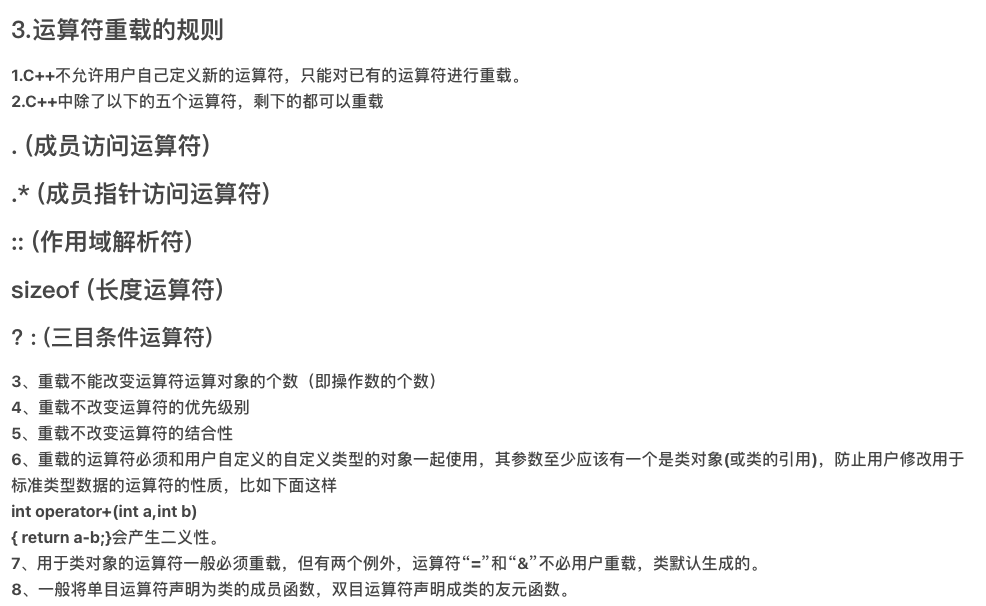 3.运算符重载的规则
1.C++不允许用户自己定义新的运算符，只能对已有的运算符进行重载。
2.C++中除了以下的五个运算符，剩下的都可以重载
. (成员访问运算符)
.* (成员指针访问运算符)
:: (作用域解析符)
sizeof (长度运算符)
? : (三目条件运算符)
3、重载不能改变运算符运算对象的个数（即操作数的个数）
4、重载不改变运算符的优先级别
5、重载不改变运算符的结合性
6、重载的运算符必须和用户自定义的自定义类型的对象一起使用，其参数至少应该有一个是类对象(或类的引用)，防止用户修改用于
标准类型数据的运算符的性质，比如下面这样
int operator+(int a,int b)
{ return a-b;}会产生二义性。
7、用于类对象的运算符一般必须重载，但有两个例外，运算符“=”和“&”不必用户重载，类默认生成的。
8、一般将单目运算符声明为类的成员函数，双目运算符声明成类的友元函数。